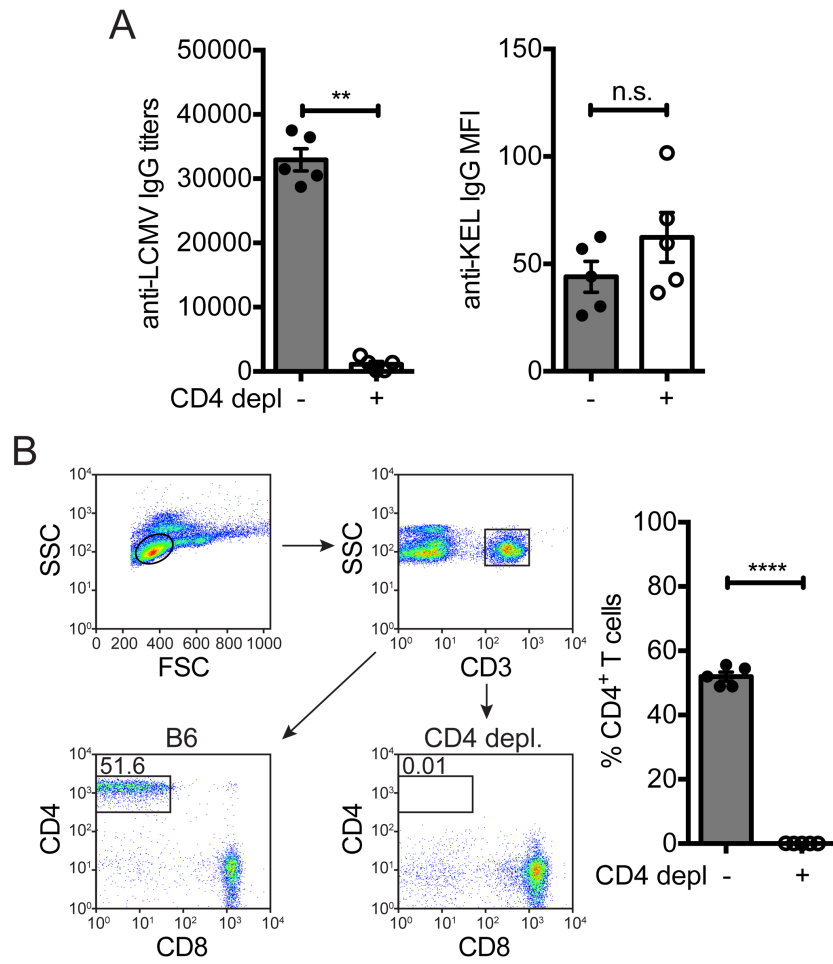 A
anti-LCMV IgG titers
50000
40000
30000
20000
10000
0
**
CD4 depl - +
anti-KEL IgG MFI
150
100
50
0
n.s.
- +
B
SSC
10⁴
10³
10²
10¹
10⁰
0 200 400 600 800 1000
FSC
SSC
10⁴
10³
10²
10¹
10⁰
10⁰ 10¹ 10² 10³ 10⁴
CD3
B6
51.6
CD4
10⁴
10³
10²
10¹
10⁰
10⁰ 10¹ 10² 10³ 10⁴
CD8
CD4 depl.
0.01
CD4
10⁴
10³
10²
10¹
10⁰
10⁰ 10¹ 10² 10³ 10⁴
CD8
% CD4⁺ T cells
100
80
60
40
20
0
****
CD4 depl - +